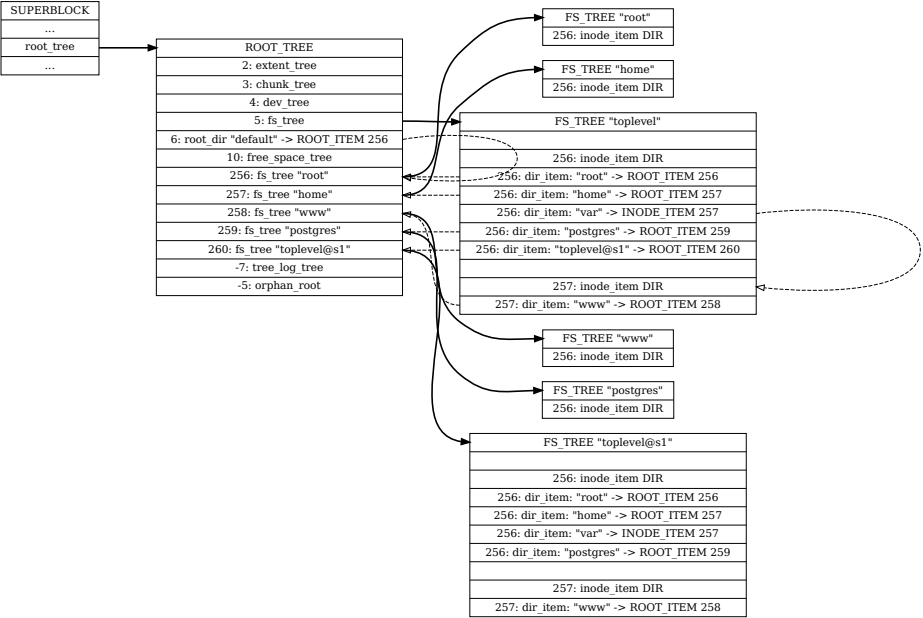 SUPERBLOCK
...
root_tree
...
ROOT_TREE
2: extent_tree
3: chunk_tree
4: dev_tree
5: fs_tree
6: root_dir "default" -> ROOT_ITEM 256
10: free_space_tree
256: fs_tree "root"
257: fs_tree "home"
258: fs_tree "www"
259: fs_tree "postgres"
260: fs_tree "toplevel@s1"
-7: tree_log_tree
-5: orphan_root
FS_TREE "root"
256: inode_item DIR
FS_TREE "home"
256: inode_item DIR
FS_TREE "toplevel"
256: inode_item DIR
256: dir_item: "root" -> ROOT_ITEM 256
256: dir_item: "home" -> ROOT_ITEM 257
256: dir_item: "var" -> INODE_ITEM 257
256: dir_item: "postgres" -> ROOT_ITEM 259
256: dir_item: "toplevel@s1" -> ROOT_ITEM 260
257: inode_item DIR
257: dir_item: "www" -> ROOT_ITEM 258
FS_TREE "www"
256: inode_item DIR
FS_TREE "postgres"
256: inode_item DIR
FS_TREE "toplevel@s1"
256: inode_item DIR
256: dir_item: "root" -> ROOT_ITEM 256
256: dir_item: "home" -> ROOT_ITEM 257
256: dir_item: "var" -> INODE_ITEM 257
256: dir_item: "postgres" -> ROOT_ITEM 259
257: inode_item DIR
257: dir_item: "www" -> ROOT_ITEM 258